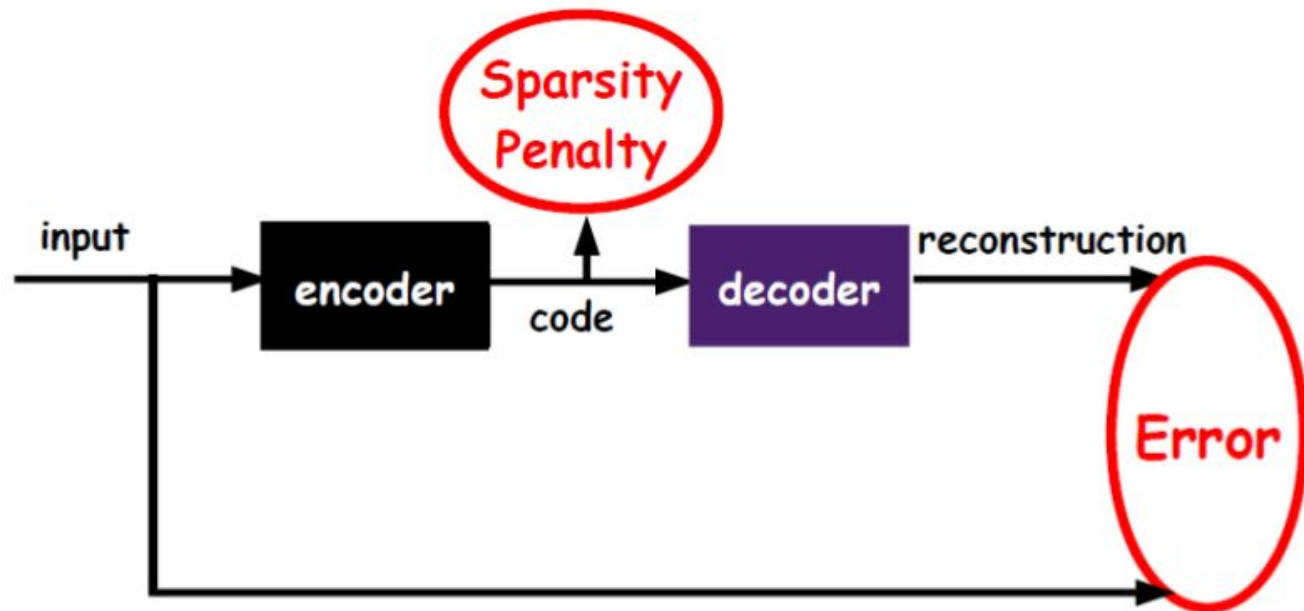 Sparsity
Penalty
input
encoder
code
decoder
reconstruction
Error